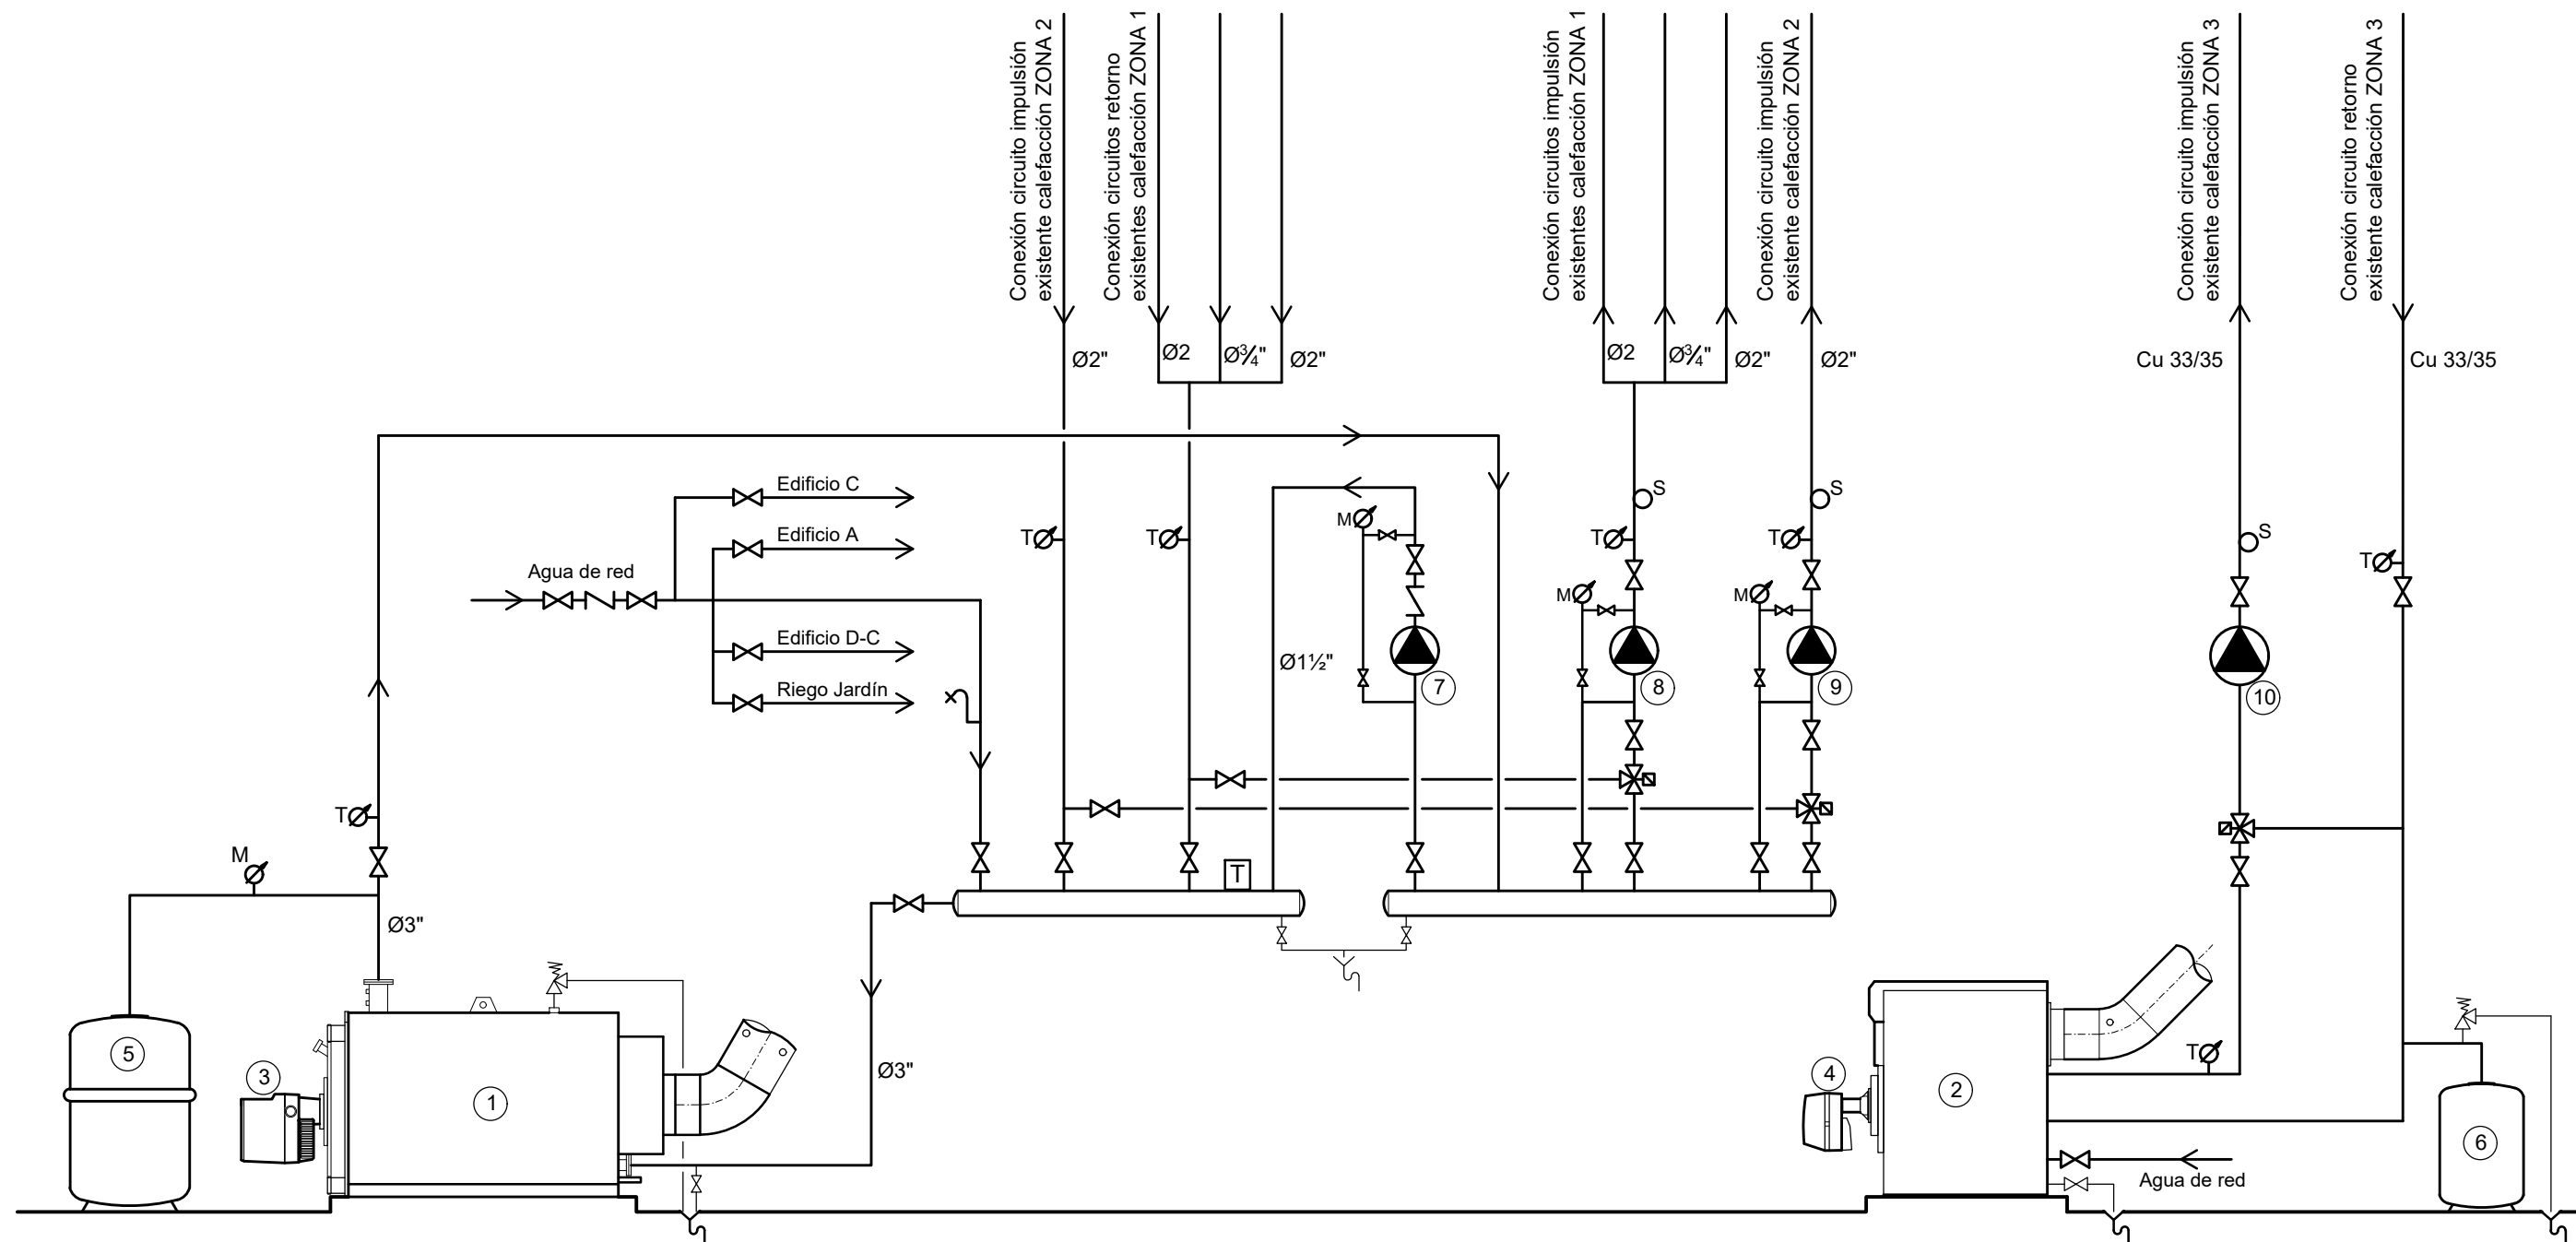 Conexión circuito impulsión
existente calefacción ZONA 2
Conexión circuitos retorno
existentes calefacción ZONA 1
Conexión circuitos impulsión
existentes calefacción ZONA 1
Conexión circuito impulsión
existente calefacción ZONA 2
Conexión circuito impulsión
existente calefacción ZONA 3
Conexión circuito retorno
existente calefacción ZONA 3
Ø2"
Ø2
Ø¾"
Ø2"
Ø2
Ø¾"
Ø2"
Ø2"
Cu 33/35
Cu 33/35
Edificio C
Edificio A
Agua de red
Edificio D-C
Riego Jardín
S
S
S
M
T
T
T
T
T
M
M
Ø1½"
7
8
9
10
T
M
T
Ø3"
5
3
1
Ø3"
T
4
2
6
Agua de red